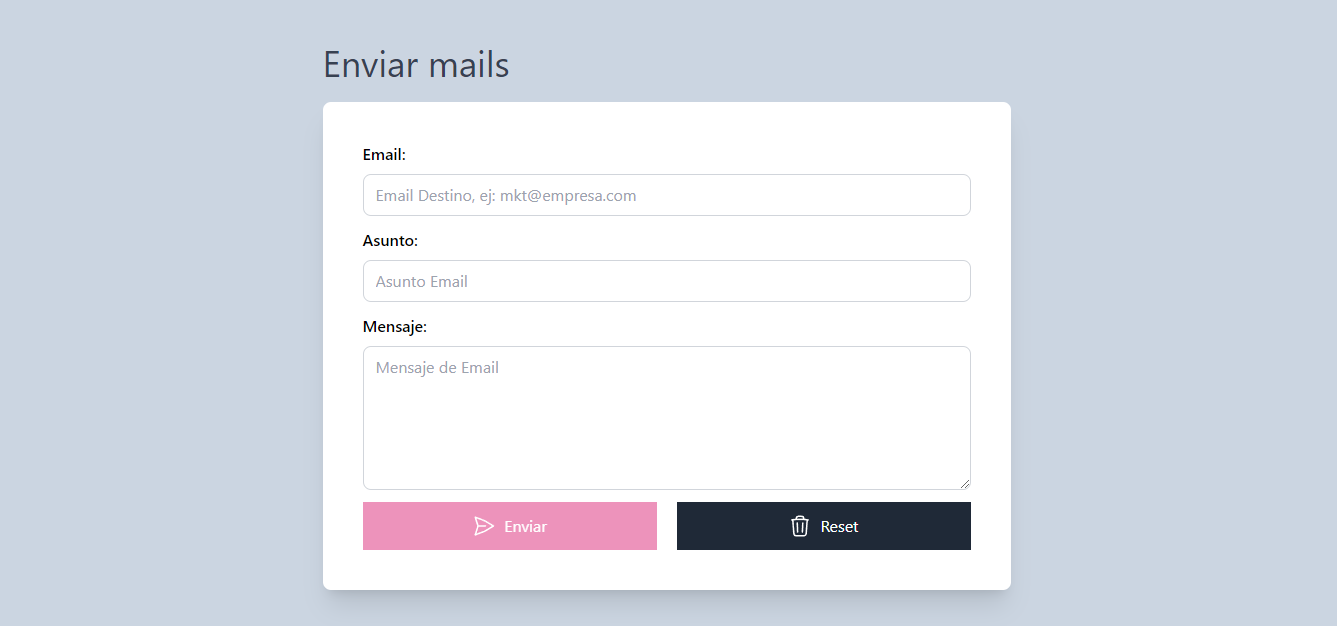 Enviar mails
Email:
Email Destino, ej: mkt@empresa.com
Asunto:
Asunto Email
Mensaje:
Mensaje de Email
Enviar
Reset